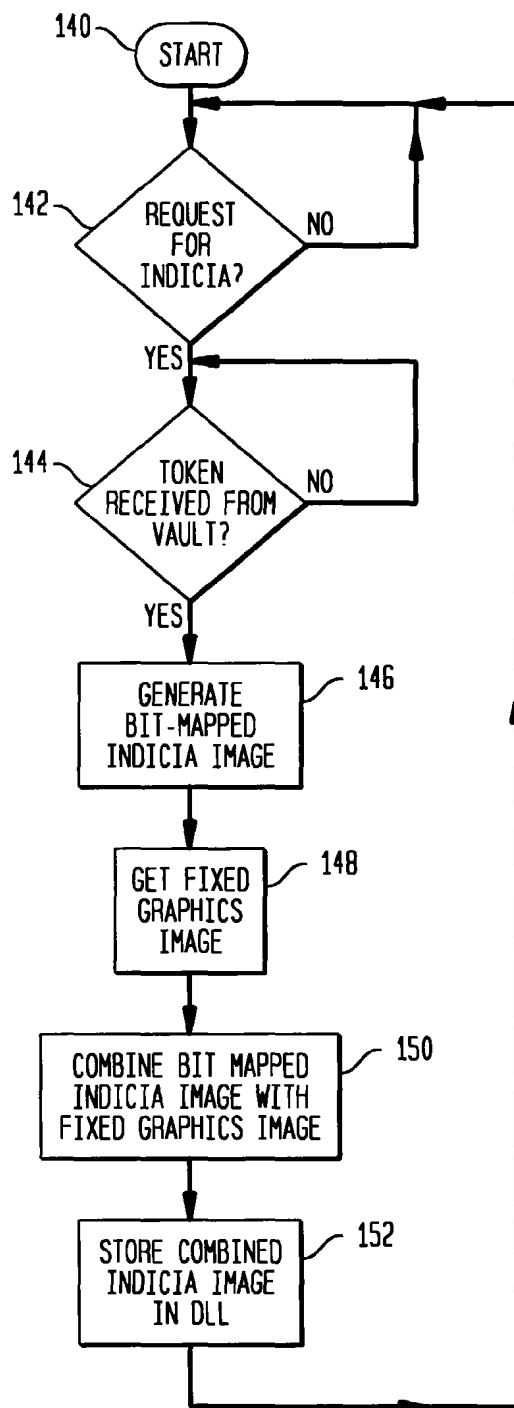 140
START
142
REQUEST
FOR
INDICIA?
NO
YES
144
TOKEN
RECEIVED FROM
VAULT?
NO
YES
146
GENERATE
BIT-MAPPED
INDICIA IMAGE
148
GET FIXED
GRAPHICS
IMAGE
150
COMBINE BIT MAPPED
INDICIA IMAGE WITH
FIXED GRAPHICS IMAGE
152
STORE COMBINED
INDICIA IMAGE
IN DLL